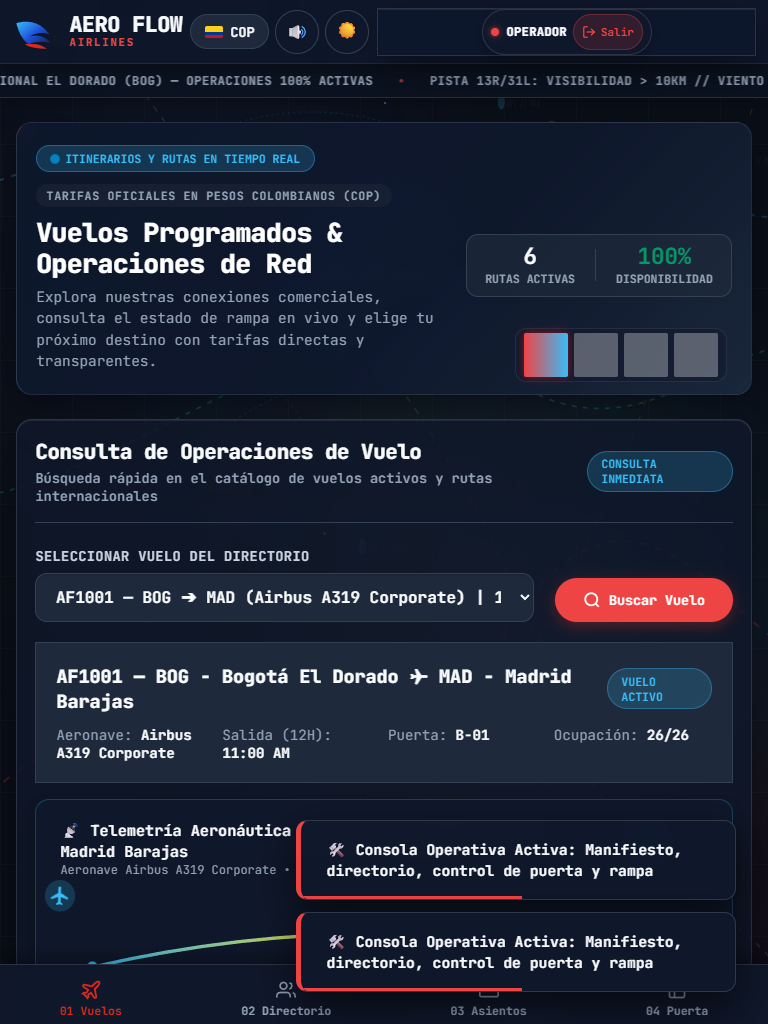 AERO FLOW
AIRLINES
COP
OPERADOR
Salir
IONAL EL DORADO (BOG) — OPERACIONES 100% ACTIVAS • PISTA 13R/31L: VISIBILIDAD > 10KM // VIENTO
ITINERARIOS Y RUTAS EN TIEMPO REAL
TARIFAS OFICIALES EN PESOS COLOMBIANOS (COP)
Vuelos Programados &
Operaciones de Red
Explora nuestras conexiones comerciales,
consulta el estado de rampa en vivo y elige tu
próximo destino con tarifas directas y
transparentes.
6
RUTAS ACTIVAS
100%
DISPONIBILIDAD
Consulta de Operaciones de Vuelo
Búsqueda rápida en el catálogo de vuelos activos y rutas
internacionales
CONSULTA
INMEDIATA
SELECCIONAR VUELO DEL DIRECTORIO
AF1001 — BOG ➔ MAD (Airbus A319 Corporate) | 1
Buscar Vuelo
AF1001 — BOG - Bogotá El Dorado ✈ MAD - Madrid
Barajas
VUELO
ACTIVO
Aeronave: Airbus
A319 Corporate
Salida (12H):
11:00 AM
Puerta: B-01
Ocupación: 26/26
Telemetría Aeronáutica
Madrid Barajas
Aeronave Airbus A319 Corporate •
Consola Operativa Activa: Manifiesto,
directorio, control de puerta y rampa
Consola Operativa Activa: Manifiesto,
directorio, control de puerta y rampa
01 Vuelos
02 Directorio
03 Asientos
04 Puerta